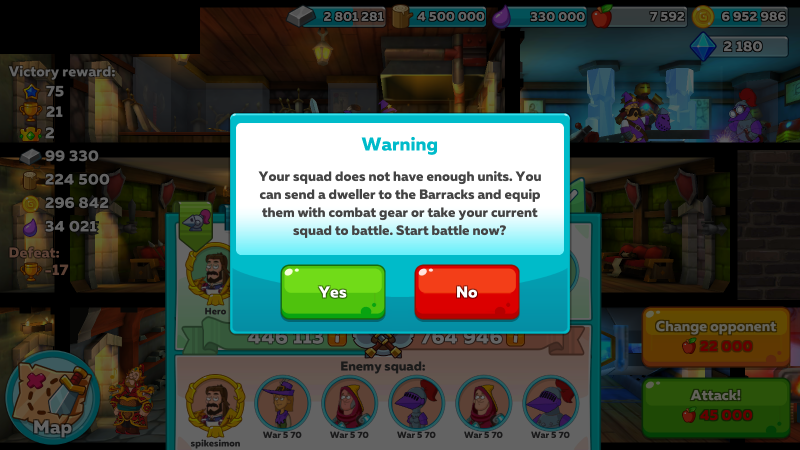 2 801 281
4 500 000
330 000
7 592
6 952 986
2 180
Victory reward:
75
21
2
99 330
224 500
296 842
34 021
Defeat:
-17
Warning
Your squad does not have enough units. You
can send a dweller to the Barracks and equip
them with combat gear or take your current
squad to battle. Start battle now?
Yes
No
Hero
446 113
764 946
Enemy squad:
spikesimon
War 5 70
War 5 70
War 5 70
War 5 70
War 5 70
Map
Change opponent
22 000
Attack!
45 000